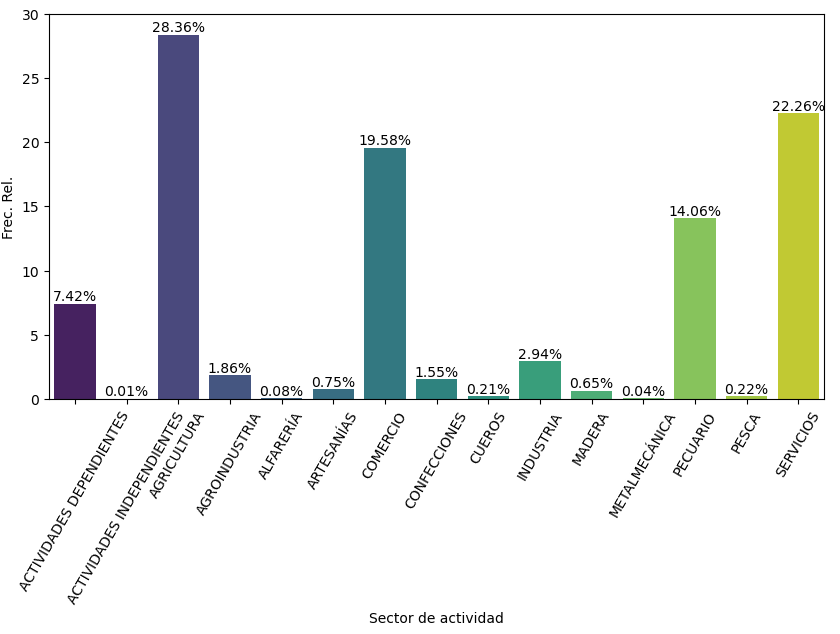 30
25
20
15
10
5
0
Frec. Rel.
7.42%
0.01%
28.36%
1.86%
0.08%
0.75%
19.58%
1.55%
0.21%
2.94%
0.65%
0.04%
14.06%
0.22%
22.26%
ACTIVIDADES DEPENDIENTES
ACTIVIDADES INDEPENDIENTES
AGRICULTURA
AGROINDUSTRIA
ALFARERÍA
ARTESANÍAS
COMERCIO
CONFECCIONES
CUEROS
INDUSTRIA
MADERA
METALMECÁNICA
PECUARIO
PESCA
SERVICIOS
Sector de actividad